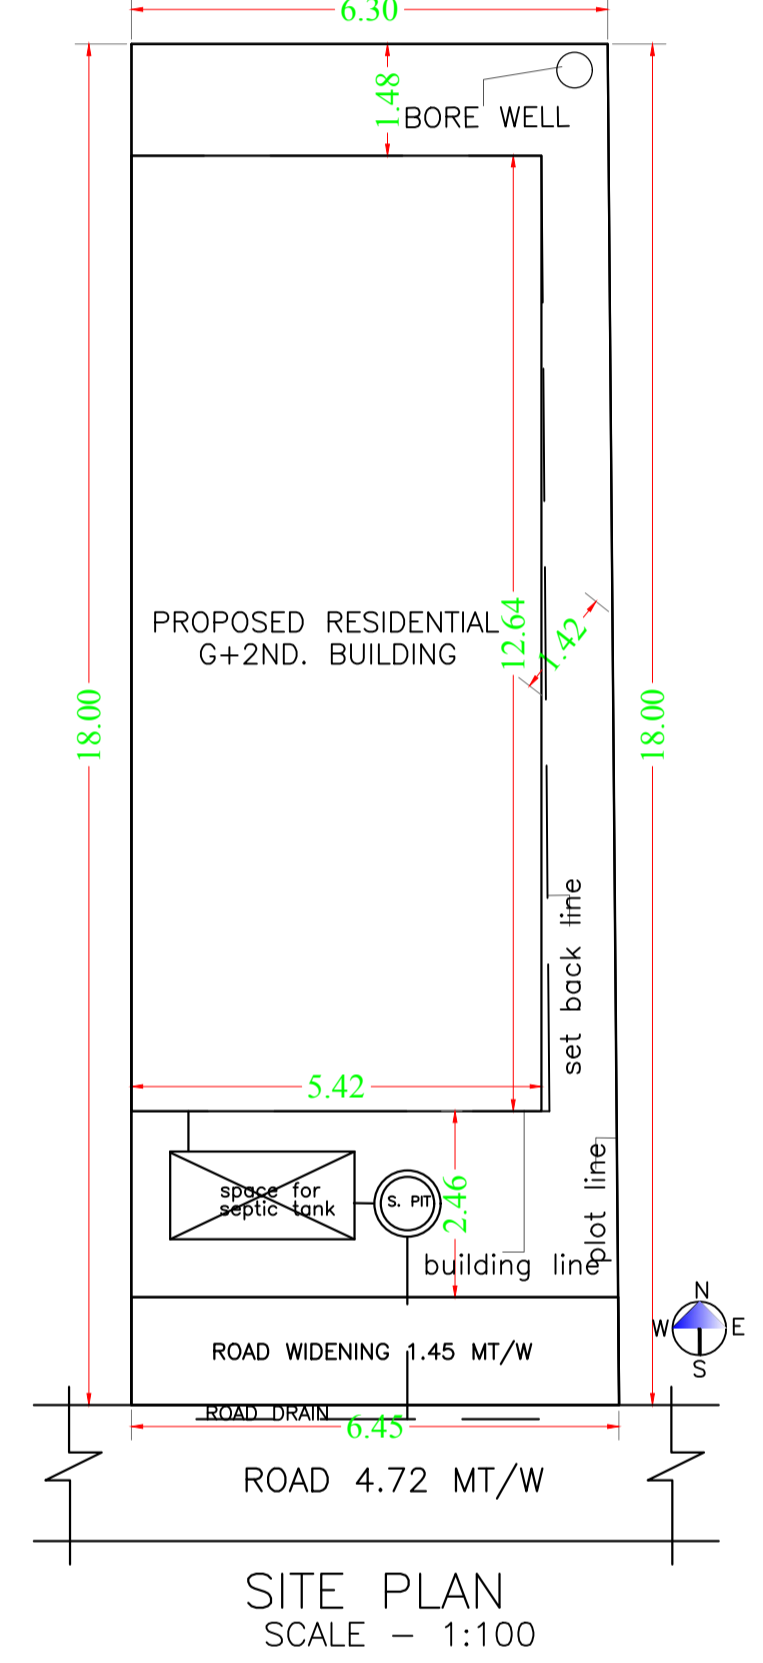 6.30
1.48
BORE WELL
PROPOSED RESIDENTIAL
G+2ND. BUILDING
12.64
1.42
18.00
18.00
set back line
5.42
space for
septic tank
S. PIT
2.46
plot line
building line
N
W
E
S
ROAD WIDENING 1.45 MT/W
ROAD DRAIN
6.45
ROAD 4.72 MT/W
SITE PLAN
SCALE - 1:100